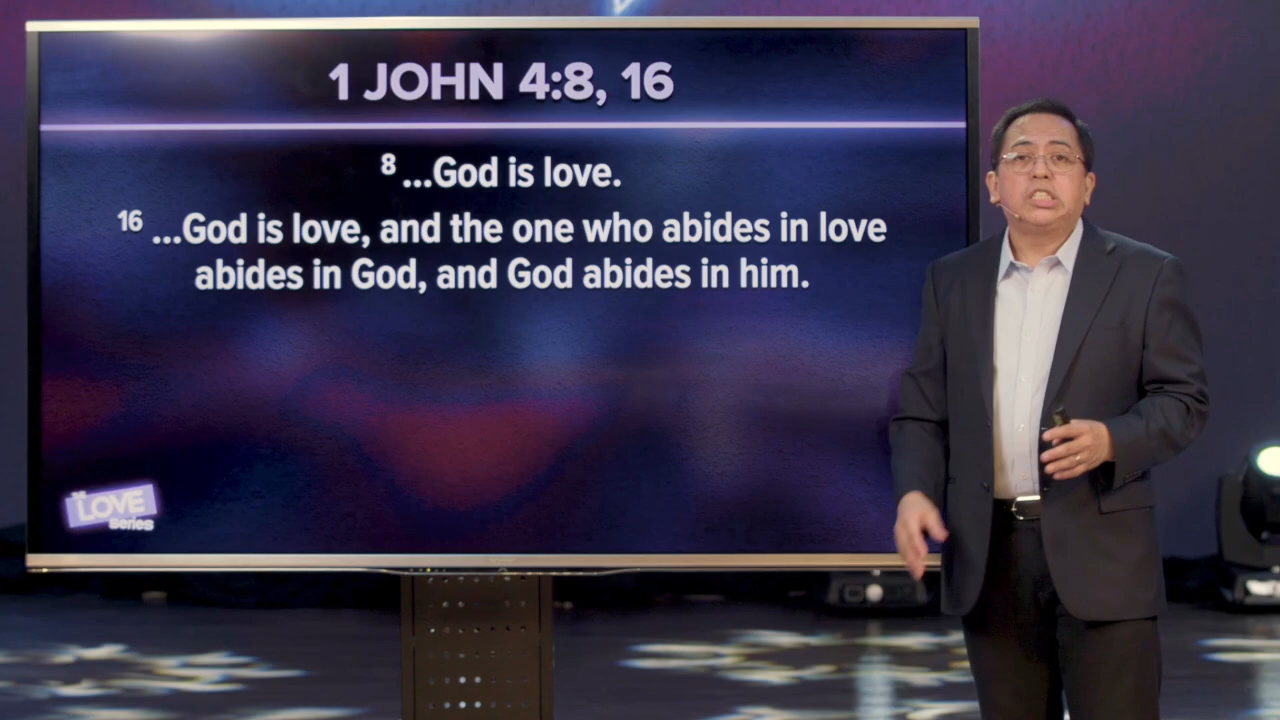 1 JOHN 4:8, 16
8 ...God is love.
16 ...God is love, and the one who abides in love
abides in God, and God abides in him.
LOVE
series